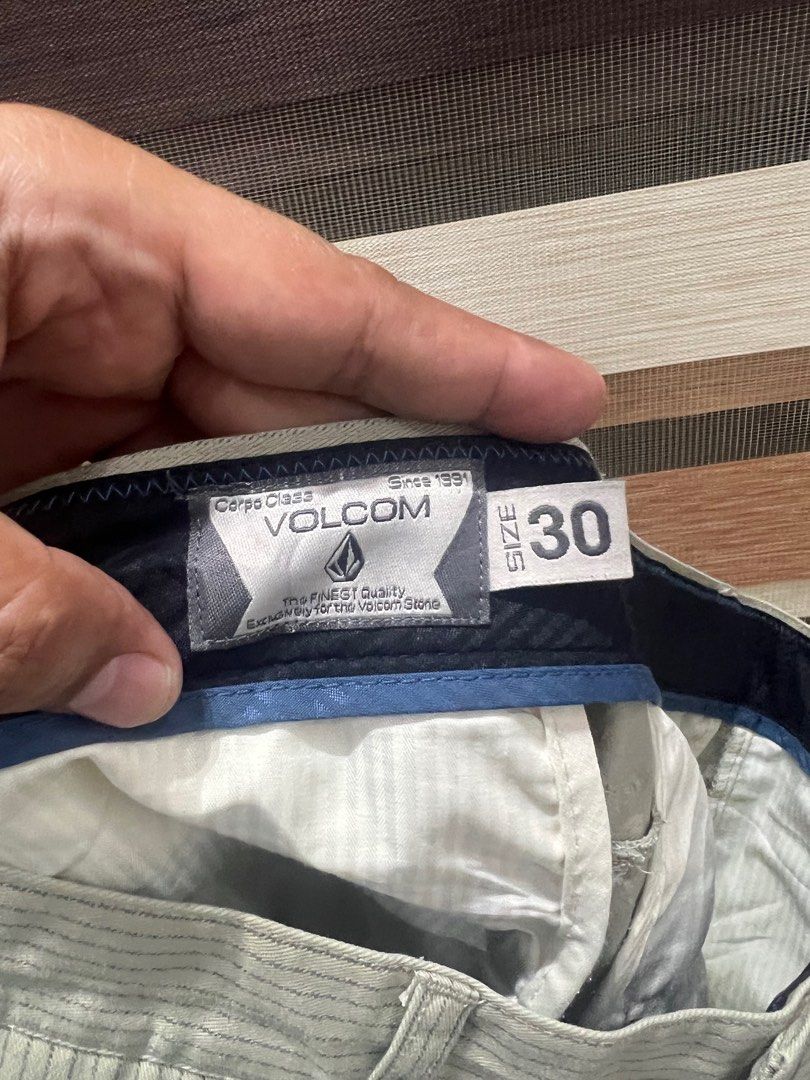 Corpo Class Since 1991
VOLCOM
The FINEST Quality
Exclusively for the Volcom Stone
SIZE 30